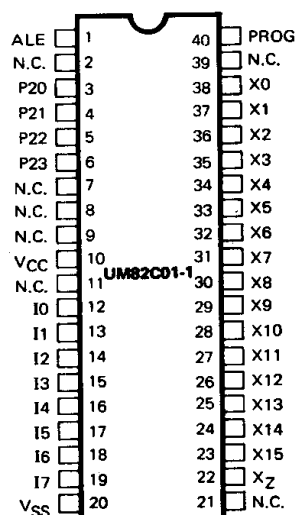 ALE 1 40 PROG
N.C. 2 39 N.C.
P20 3 38 X0
P21 4 37 X1
P22 5 36 X2
P23 6 35 X3
N.C. 7 34 X4
N.C. 8 33 X5
N.C. 9 32 X6
VCC 10 31 X7
UM82C01-1
N.C. 11 30 X8
I0 12 29 X9
I1 13 28 X10
I2 14 27 X11
I3 15 26 X12
I4 16 25 X13
I5 17 24 X14
I6 18 23 X15
I7 19 22 XZ
VSS 20 21 N.C.